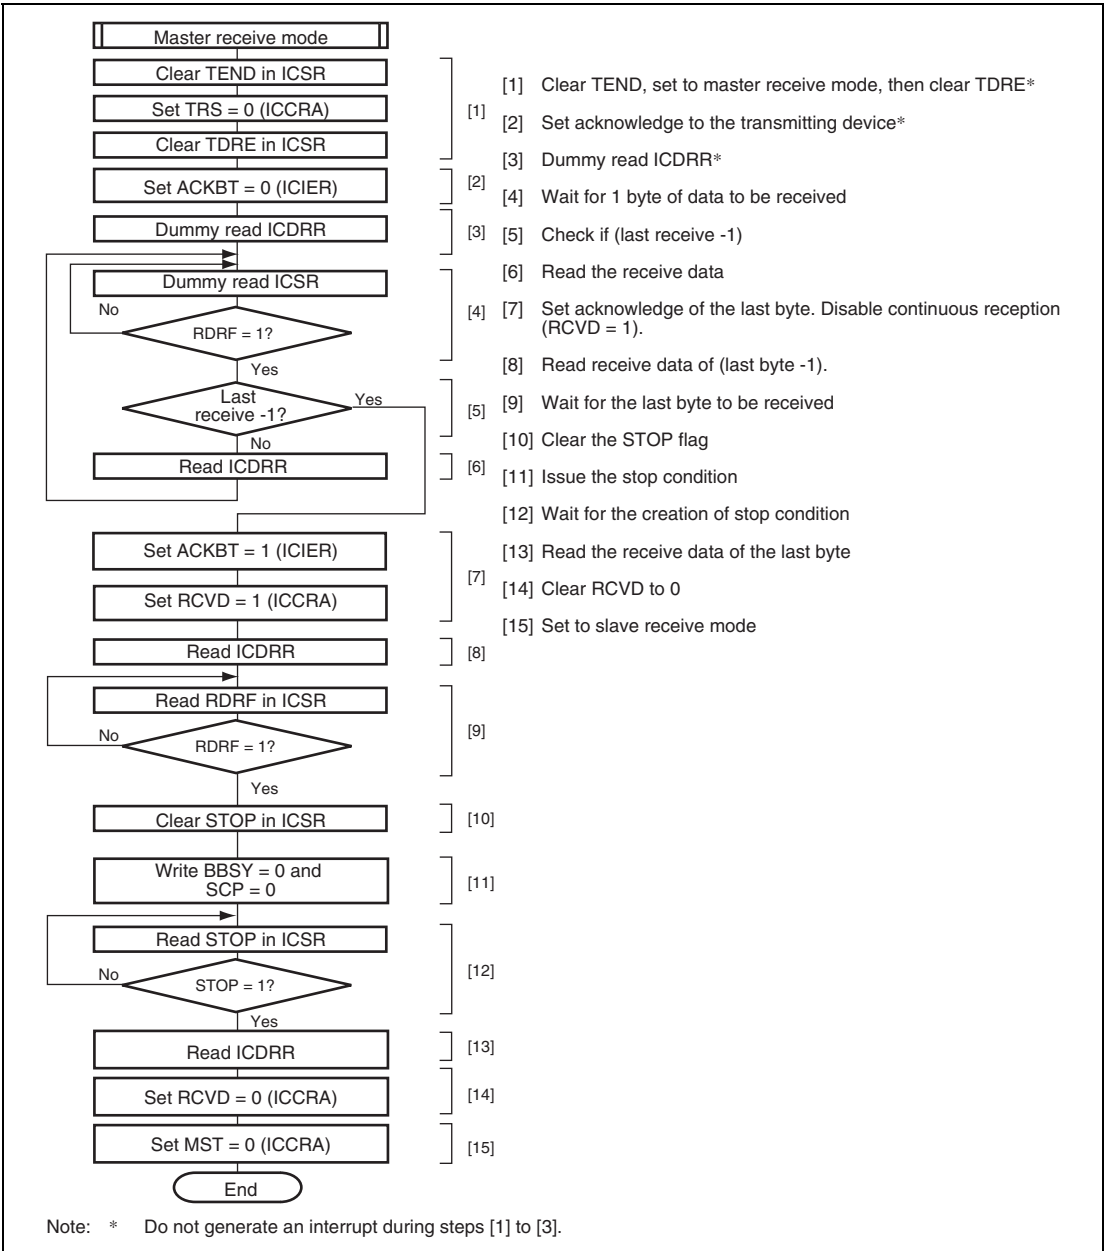 Master receive mode
Clear TEND in ICSR
Set TRS = 0 (ICCRA)
Clear TDRE in ICSR
[1]
Set ACKBT = 0 (ICIER)
[2]
Dummy read ICDRR
[3]
Dummy read ICSR
No
RDRF = 1?
[4]
Yes
Last
receive -1?
Yes
[5]
No
Read ICDRR
[6]
Set ACKBT = 1 (ICIER)
Set RCVD = 1 (ICCRA)
[7]
Read ICDRR
[8]
Read RDRF in ICSR
No
RDRF = 1?
[9]
Yes
Clear STOP in ICSR
[10]
Write BBSY = 0 and
SCP = 0
[11]
Read STOP in ICSR
No
STOP = 1?
[12]
Yes
Read ICDRR
[13]
Set RCVD = 0 (ICCRA)
[14]
Set MST = 0 (ICCRA)
[15]
End
[1] Clear TEND, set to master receive mode, then clear TDRE*
[2] Set acknowledge to the transmitting device*
[3] Dummy read ICDRR*
[4] Wait for 1 byte of data to be received
[5] Check if (last receive -1)
[6] Read the receive data
[7] Set acknowledge of the last byte. Disable continuous reception
(RCVD = 1).
[8] Read receive data of (last byte -1).
[9] Wait for the last byte to be received
[10] Clear the STOP flag
[11] Issue the stop condition
[12] Wait for the creation of stop condition
[13] Read the receive data of the last byte
[14] Clear RCVD to 0
[15] Set to slave receive mode
Note: * Do not generate an interrupt during steps [1] to [3].